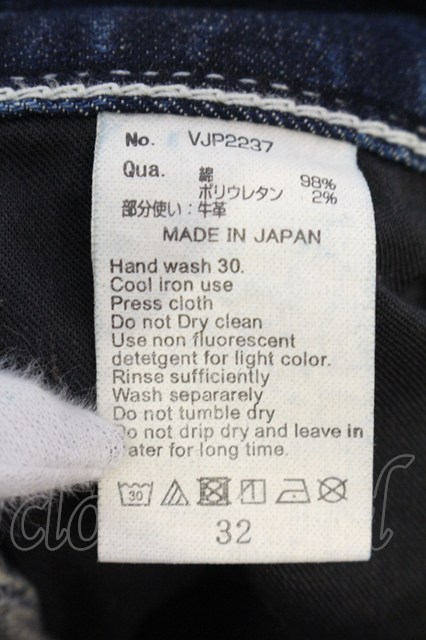 No. VJP2237
Qua. 綿 98%
ポリウレタン 2%
部分使い：牛革
MADE IN JAPAN
Hand wash 30.
Cool iron use
Press cloth
Do not Dry clean
Use non fluorescent
detetgent for light color.
Rinse sufficiently
Wash separarely
Do not tumble dry
Do not drip dry and leave in
water for long time.
30
32